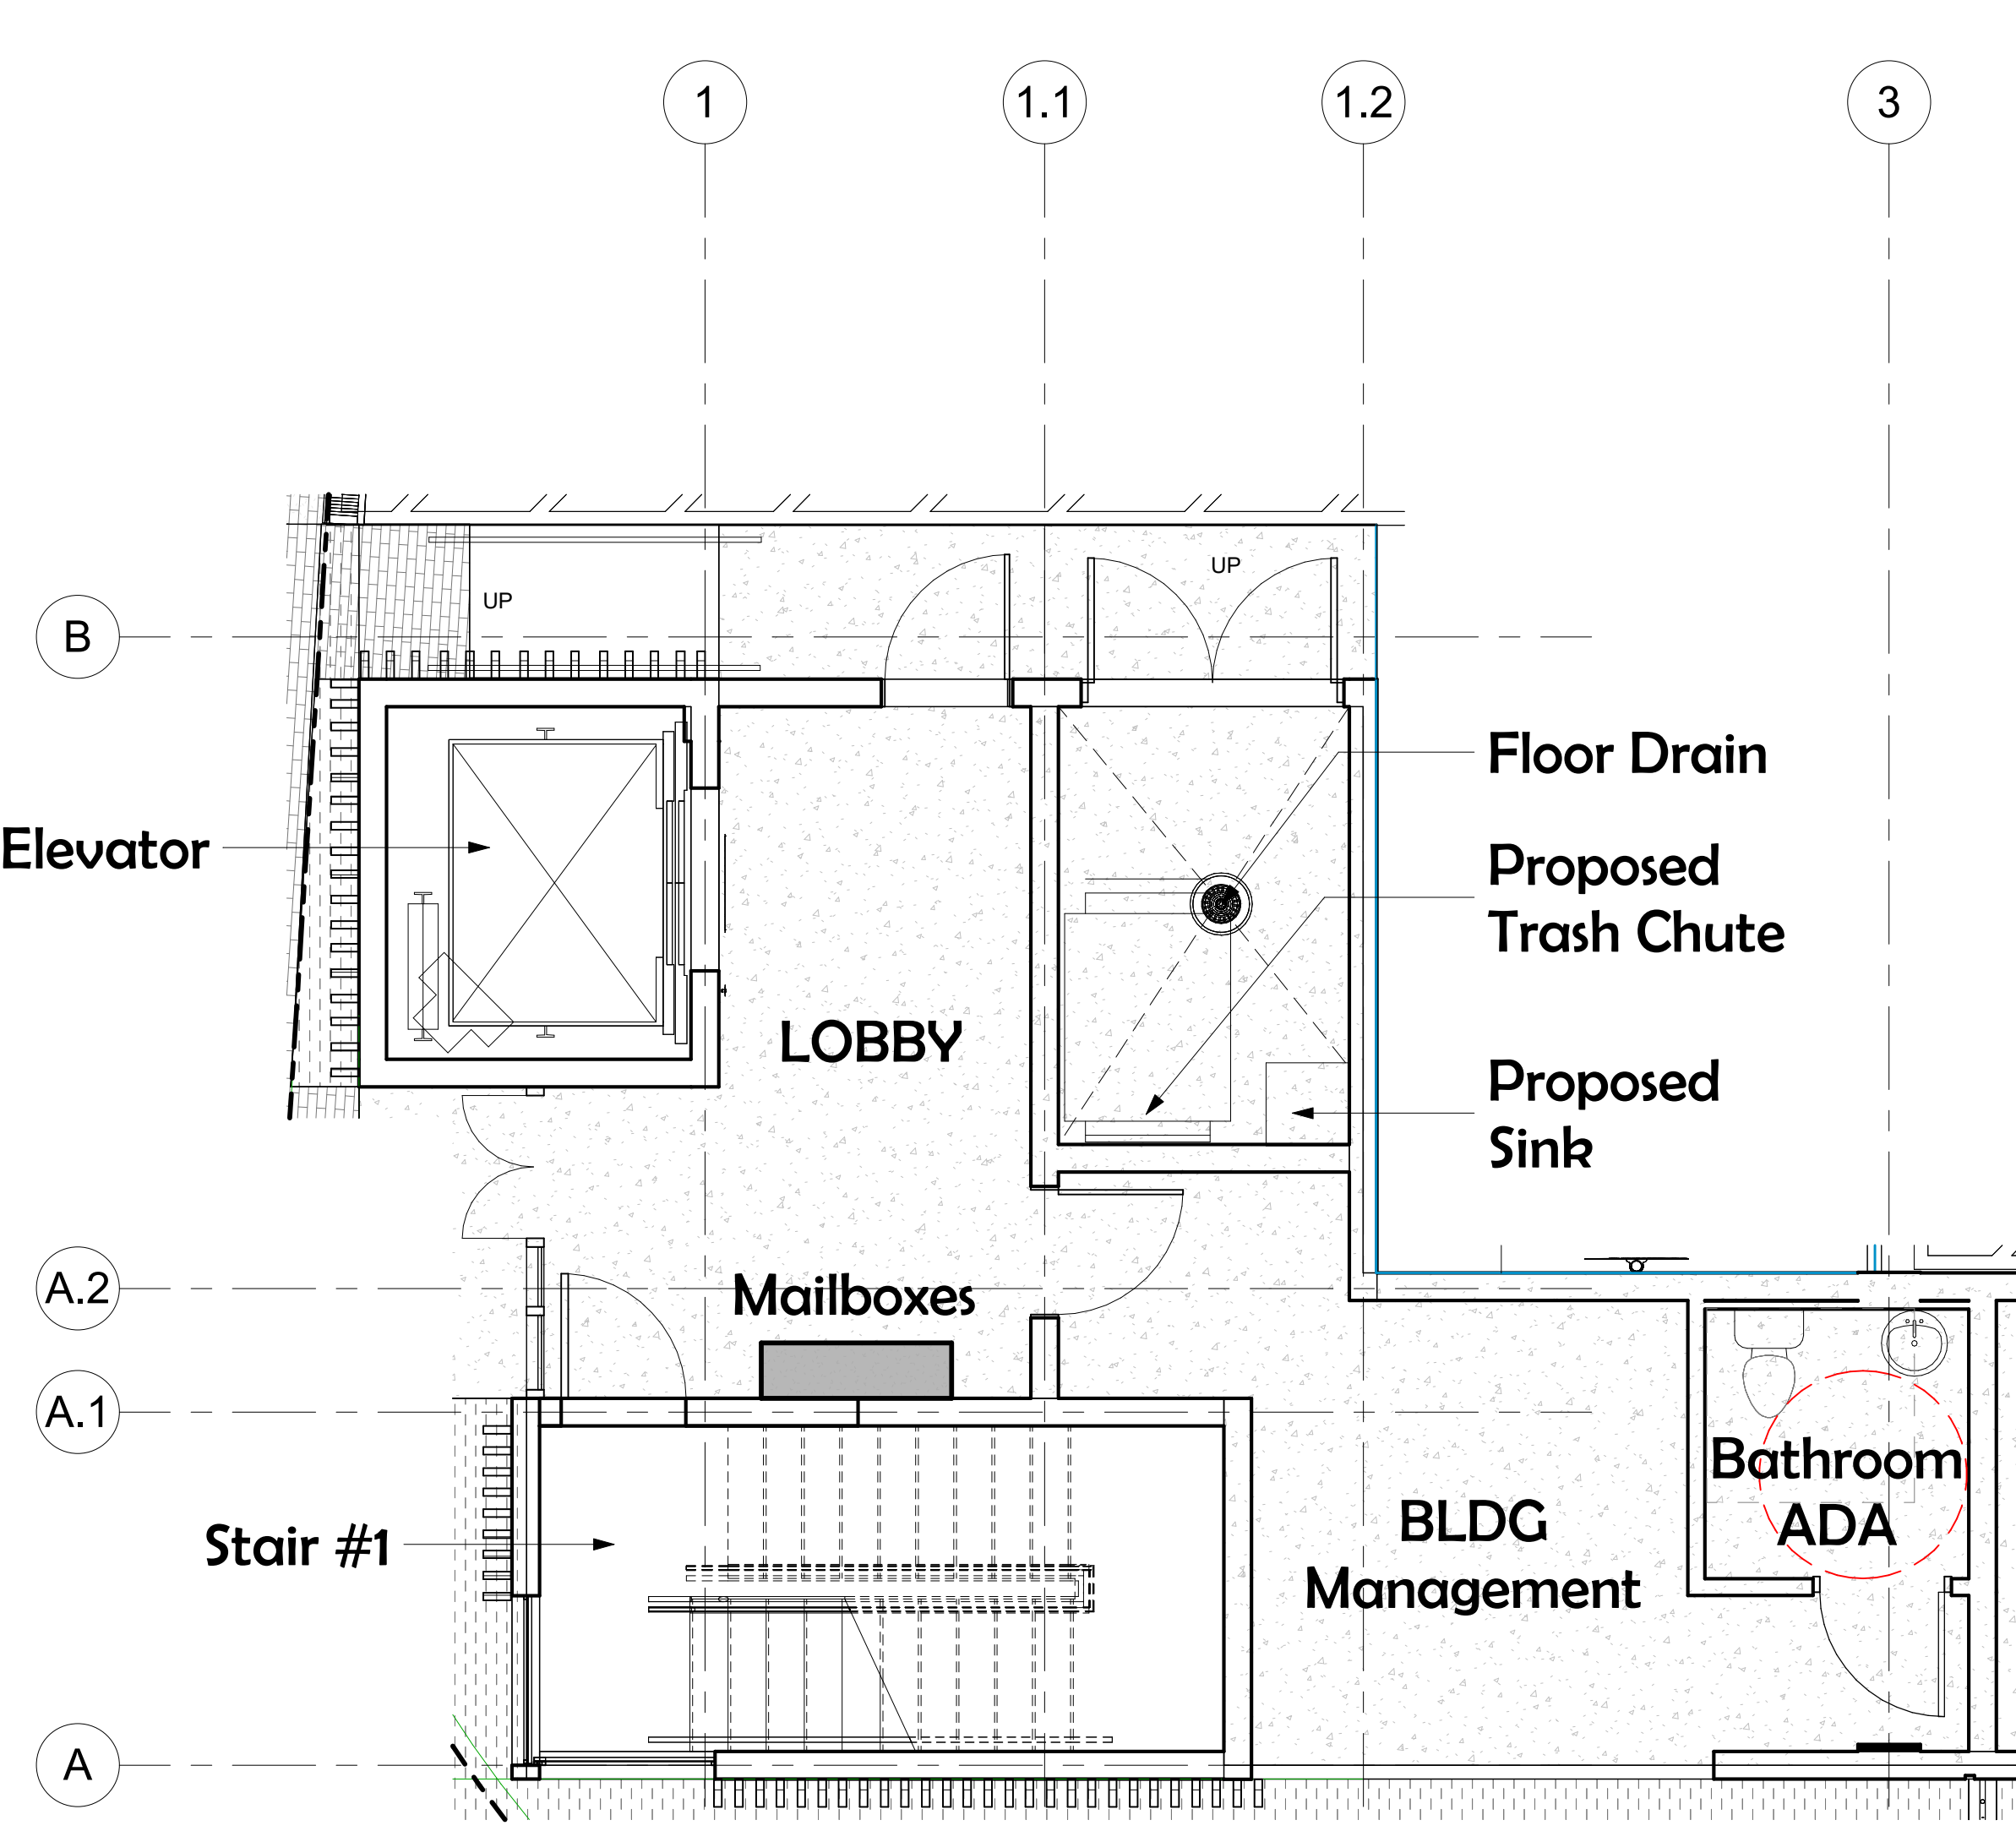 1
1.1
1.2
3
UP
UP
B
Floor Drain
Elevator
Proposed
Trash Chute
LOBBY
Proposed
Sink
A.2
Mailboxes
A.1
Bathroom
ADA
BLDG
Management
Stair #1
A